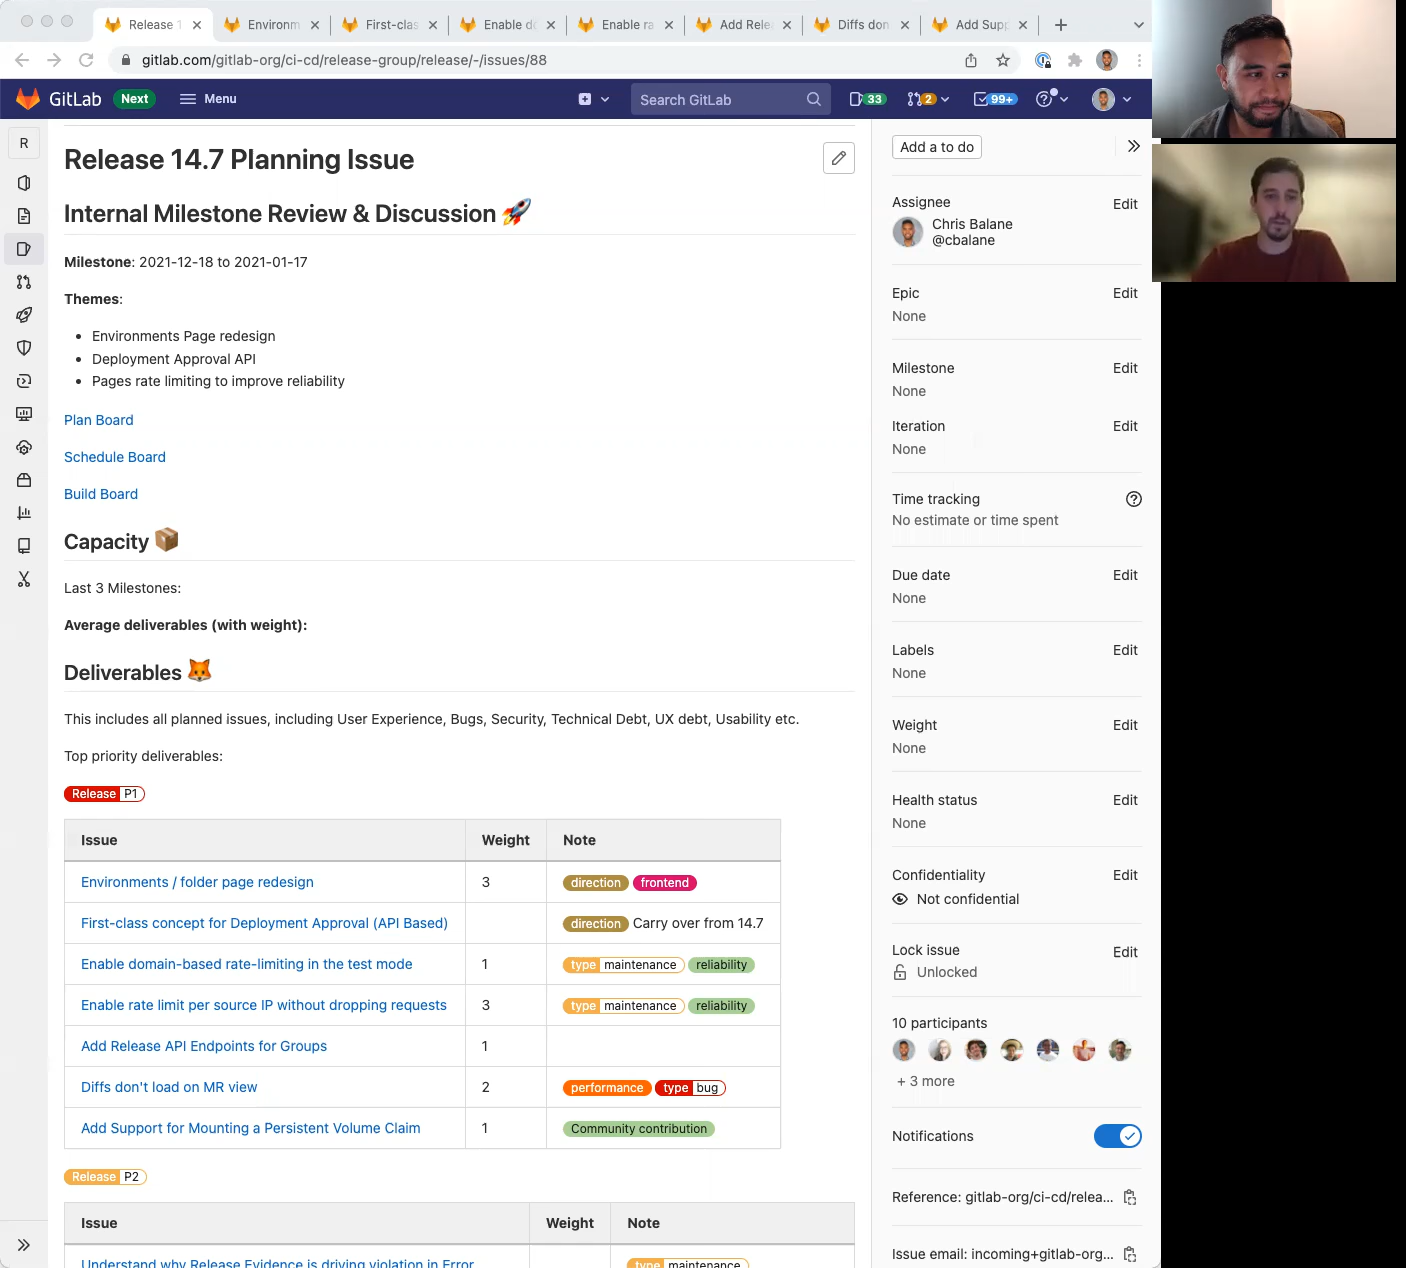 Release 1
Environm
First-clas
Enable d
Enable ra
Add Rele
Diffs don
Add Supp
gitlab.com/gitlab-org/ci-cd/release-group/release/-/issues/88
GitLab Next Menu
Search GitLab
33
2
99+
R
Release 14.7 Planning Issue
Internal Milestone Review & Discussion 🚀
Milestone: 2021-12-18 to 2021-01-17
Themes:
• Environments Page redesign
• Deployment Approval API
• Pages rate limiting to improve reliability
Plan Board
Schedule Board
Build Board
Capacity 📦
Last 3 Milestones:
Average deliverables (with weight):
Deliverables 🦊
This includes all planned issues, including User Experience, Bugs, Security, Technical Debt, UX debt, Usability etc.
Top priority deliverables:
Release P1
Issue Weight Note
Environments / folder page redesign 3 direction frontend
First-class concept for Deployment Approval (API Based) direction Carry over from 14.7
Enable domain-based rate-limiting in the test mode 1 type maintenance reliability
Enable rate limit per source IP without dropping requests 3 type maintenance reliability
Add Release API Endpoints for Groups 1
Diffs don't load on MR view 2 performance type bug
Add Support for Mounting a Persistent Volume Claim 1 Community contribution
Release P2
Issue Weight Note
Understand why Release Evidence is driving violation in Error type maintenance
Add a to do
Assignee Edit
Chris Balane
@cbalane
Epic Edit
None
Milestone Edit
None
Iteration Edit
None
Time tracking
No estimate or time spent
Due date Edit
None
Labels Edit
None
Weight Edit
None
Health status Edit
None
Confidentiality Edit
Not confidential
Lock issue Edit
Unlocked
10 participants
+ 3 more
Notifications
Reference: gitlab-org/ci-cd/relea...
Issue email: incoming+gitlab-org...